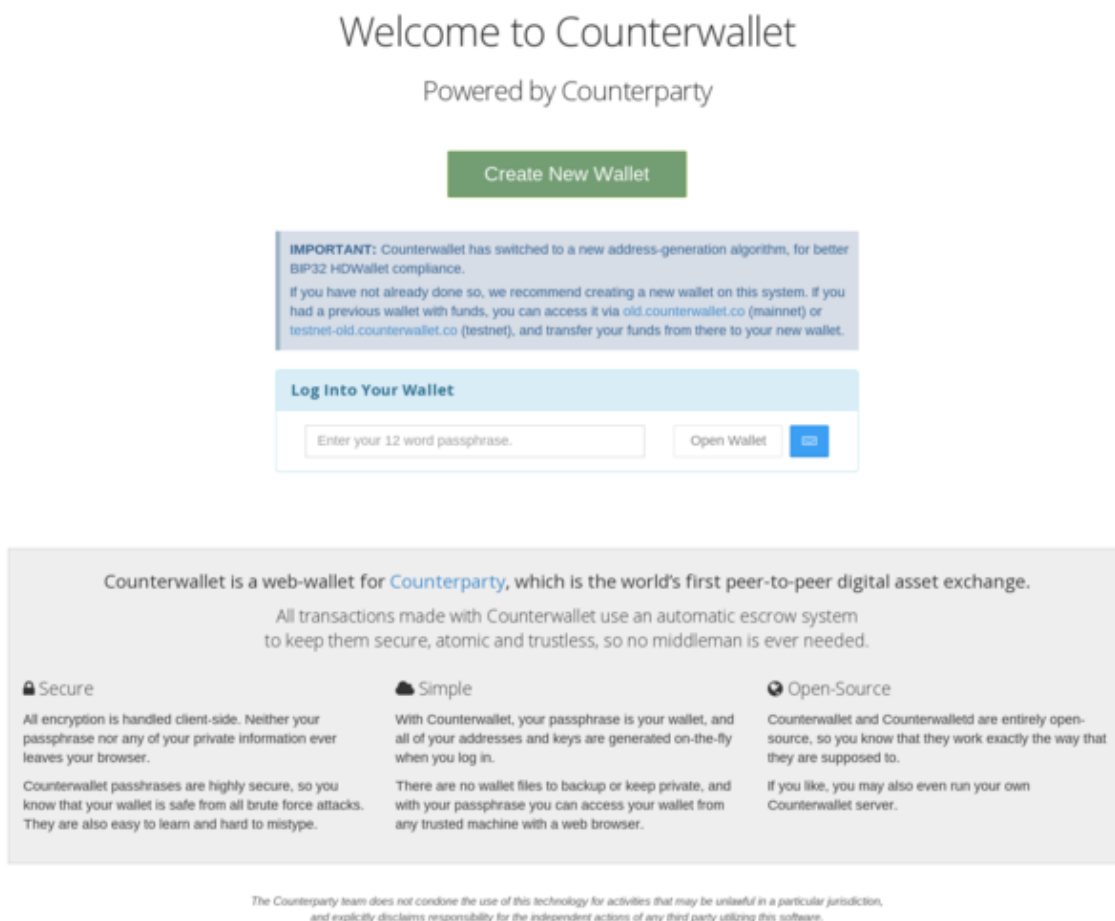 Welcome to Counterwallet
Powered by Counterparty
Create New Wallet
IMPORTANT: Counterwallet has switched to a new address-generation algorithm, for better
BIP32 HDWallet compliance.
If you have not already done so, we recommend creating a new wallet on this system. If you
had a previous wallet with funds, you can access it via old.counterwallet.co (mainnet) or
testnet-old.counterwallet.co (testnet), and transfer your funds from there to your new wallet.
Log Into Your Wallet
Enter your 12 word passphrase.
Open Wallet
Counterwallet is a web-wallet for Counterparty, which is the world's first peer-to-peer digital asset exchange.
All transactions made with Counterwallet use an automatic escrow system
to keep them secure, atomic and trustless, so no middleman is ever needed.
Secure
All encryption is handled client-side. Neither your
passphrase nor any of your private information ever
leaves your browser.
Counterwallet passhrases are highly secure, so you
know that your wallet is safe from all brute force attacks.
They are also easy to learn and hard to mistype.
Simple
With Counterwallet, your passphrase is your wallet, and
all of your addresses and keys are generated on-the-fly
when you log in.
There are no wallet files to backup or keep private, and
with your passphrase you can access your wallet from
any trusted machine with a web browser.
Open-Source
Counterwallet and Counterwalletd are entirely open-
source, so you know that they work exactly the way that
they are supposed to.
If you like, you may also even run your own
Counterwallet server.
The Counterparty team does not condone the use of this technology for activities that may be unlawful in a particular jurisdiction,
and explicitly disclaims responsibility for the independent actions of any third party utilizing this software.